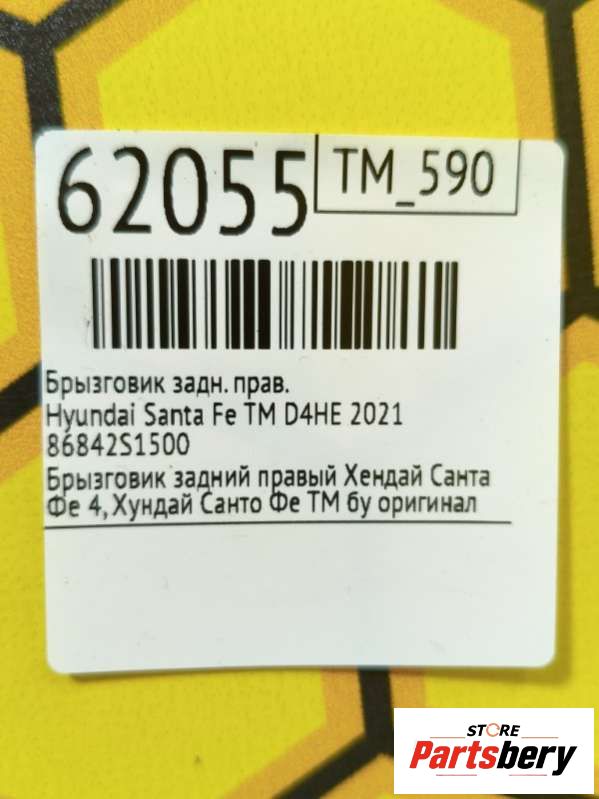 62055
TM_590
Брызговик задн. прав.
Hyundai Santa Fe TM D4HE 2021
86842S1500
Брызговик задний правый Хендай Санта
Фе 4, Хундай Санто Фе ТМ бу оригинал
STORE
Partsbery